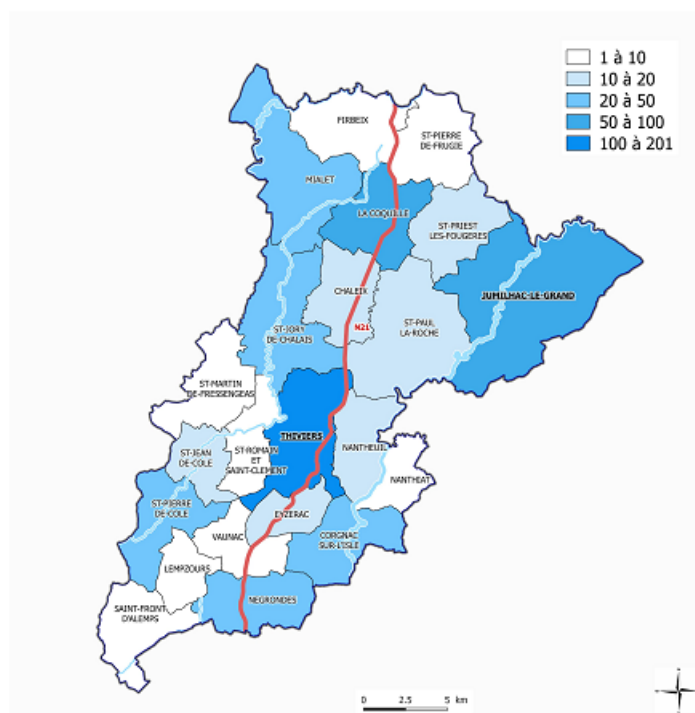 1 à 10
10 à 20
20 à 50
50 à 100
100 à 201
FIRBEIX
ST-PIERRE
DE-FRUGIE
MIALET
LA COQUILLE
ST-PRIEST
LES-FOUGERES
CHALEIX
JUMILHAC-LE-GRAND
N21
ST-PAUL
LA-ROCHE
ST-JORY
DE CHALAIS
ST-MARTIN
DE-FRESSENGEAS
THIVIERS
NANTHEUIL
ST-JEAN
DE-COLE
ST-ROMAIN
ET
SAINT-CLEMENT
NANTHIAT
ST-PIERRE
DE-COLE
EYZERAC
VAUNAC
CORGNAC
SUR-L'ISLE
LEMPZOURS
NEGRONDES
SAINT-FRONT
D'ALEMPS
0 2.5 5 km